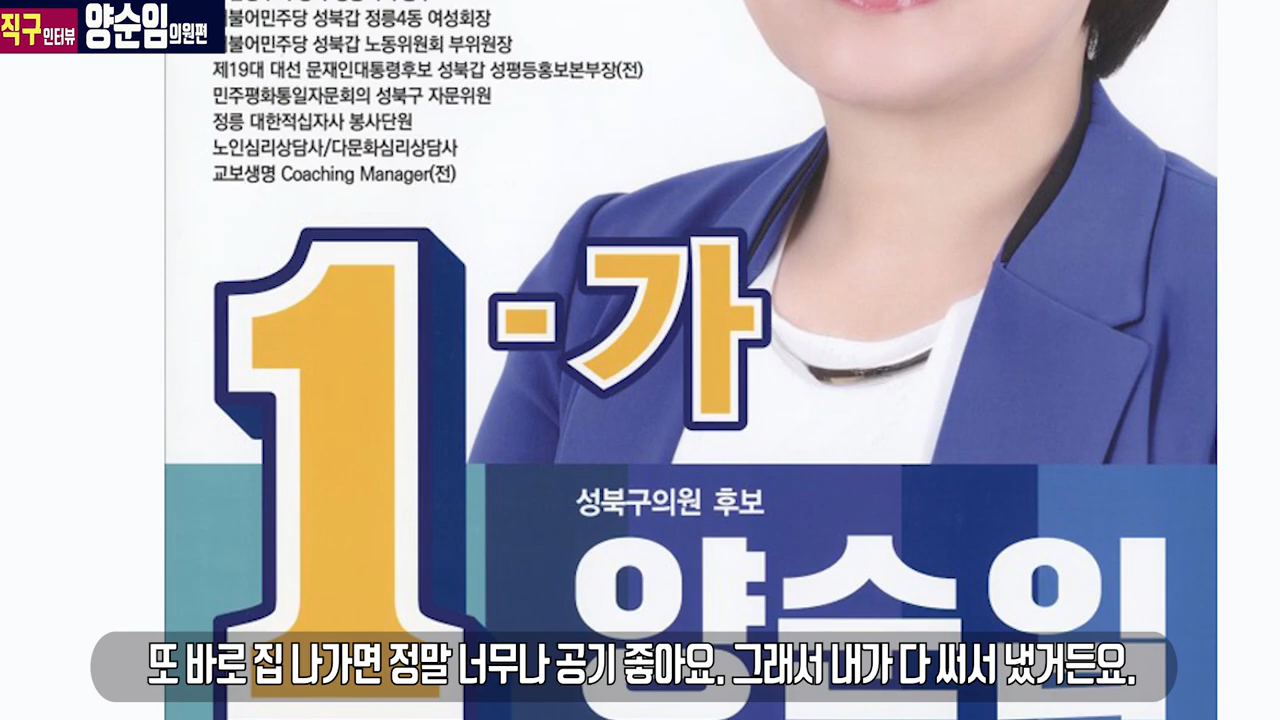 직구인터뷰 양순임의원편
더불어민주당 성북갑 정릉4동 여성회장
더불어민주당 성북갑 노동위원회 부위원장
제19대 대선 문재인대통령후보 성북갑 성평등홍보본부장(전)
민주평화통일자문회의 성북구 자문위원
정릉 대한적십자사 봉사단원
노인심리상담사/다문화심리상담사
교보생명 Coaching Manager(전)
1-가
성북구의원 후보
양순임
또 바로 집 나가면 정말 너무나 공기 좋아요. 그래서 내가 다 써서 냈거든요.